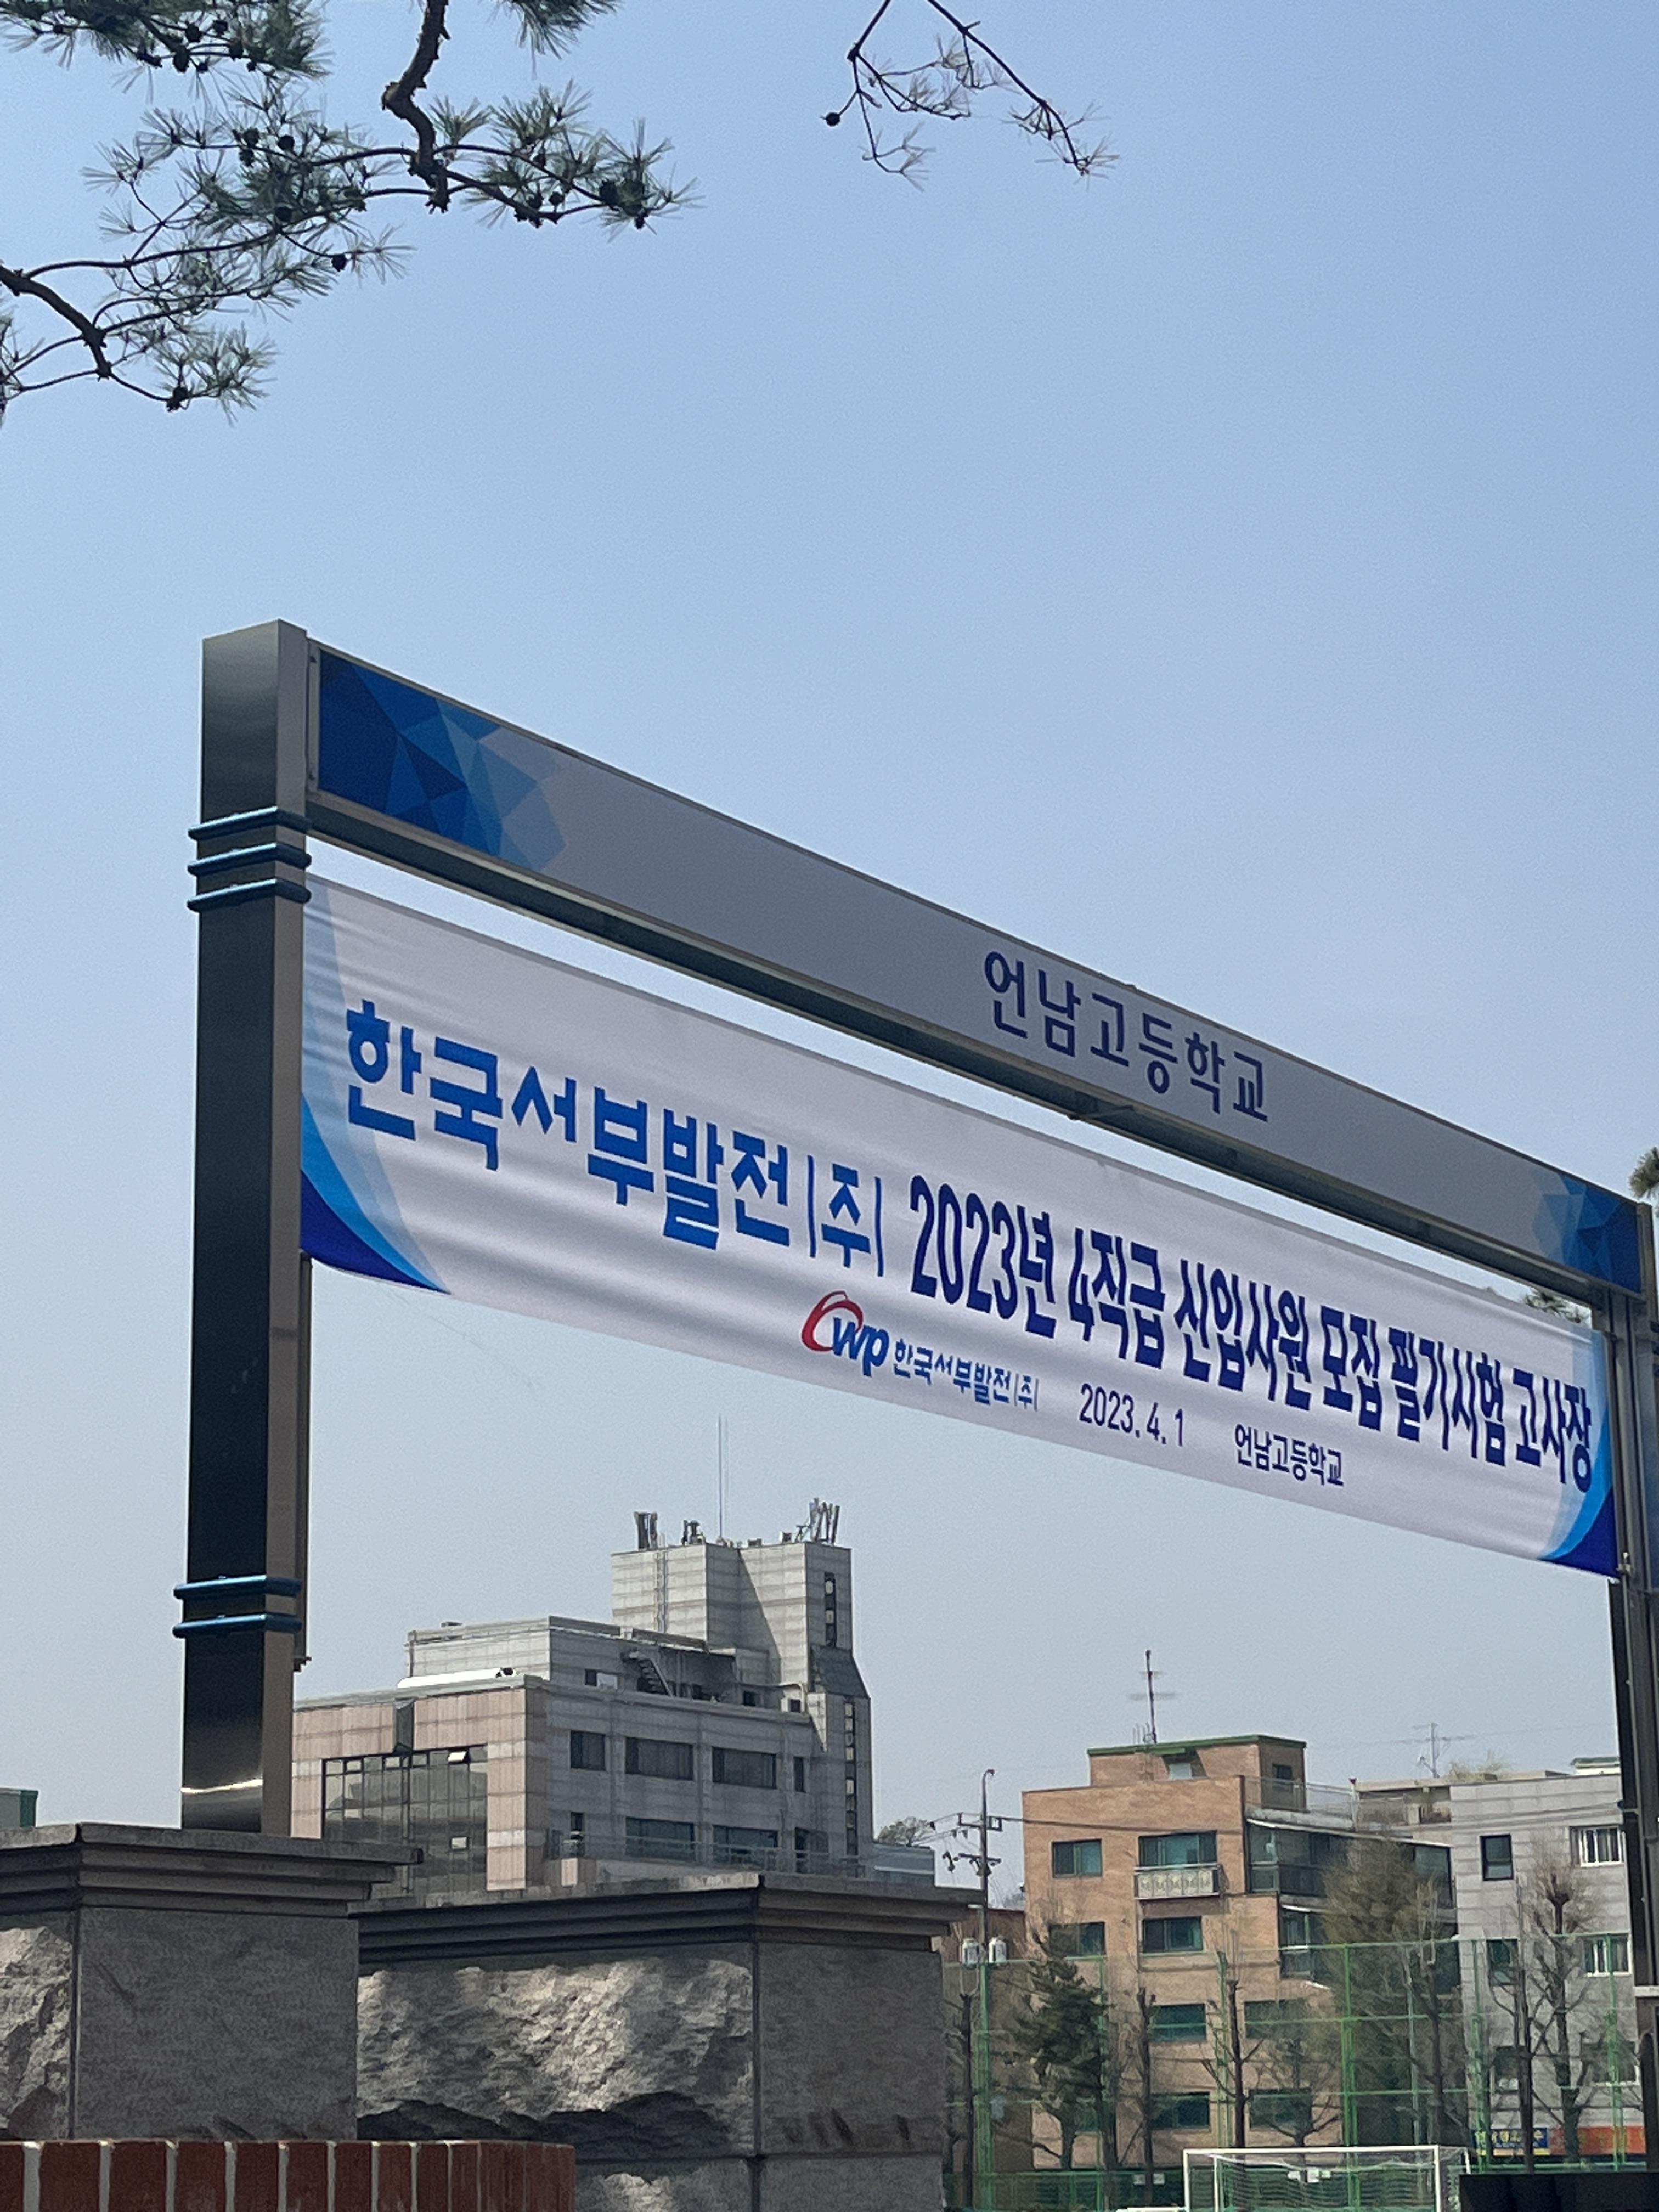 언남고등학교
한국서부발전(주) 2023년 4직급 신입사원 모집 필기시험 고사장
wp 한국서부발전(주) 2023. 4. 1 언남고등학교